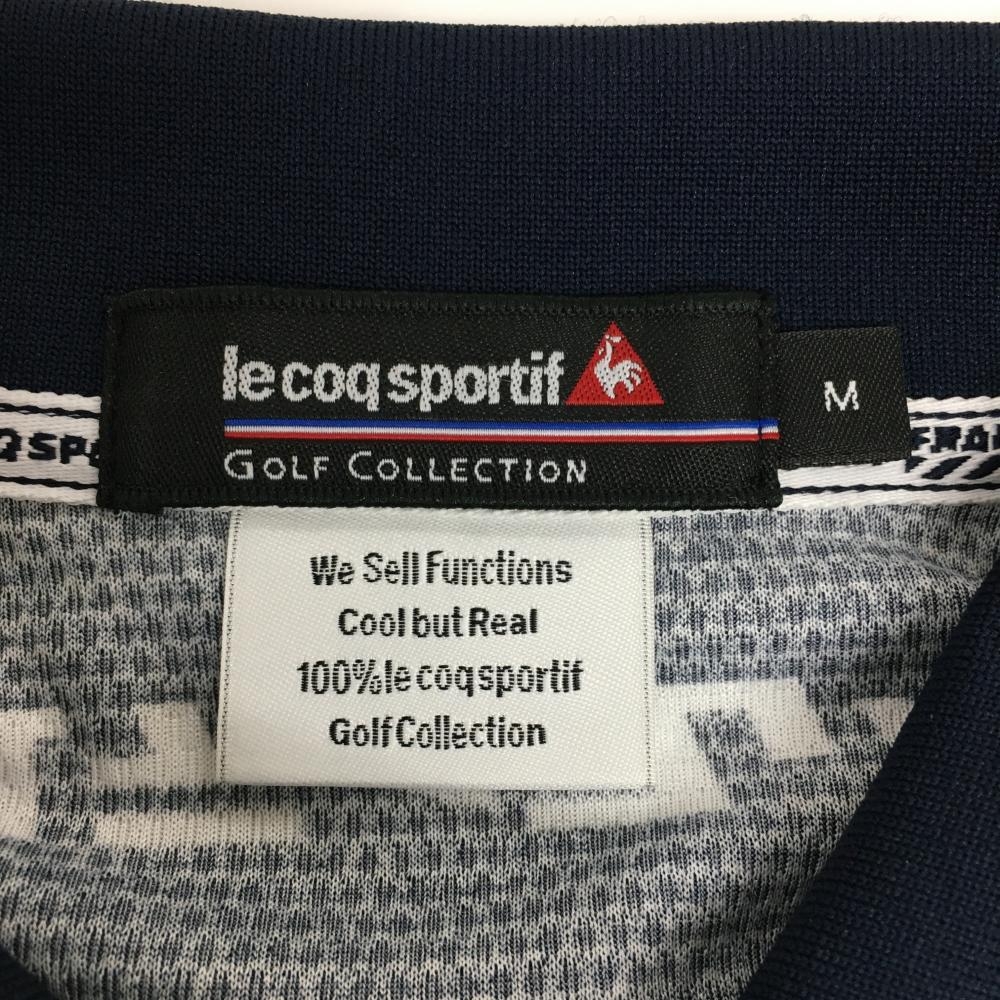 le coq sportif
GOLF COLLECTION
M
We Sell Functions
Cool but Real
100% le coq sportif
Golf Collection